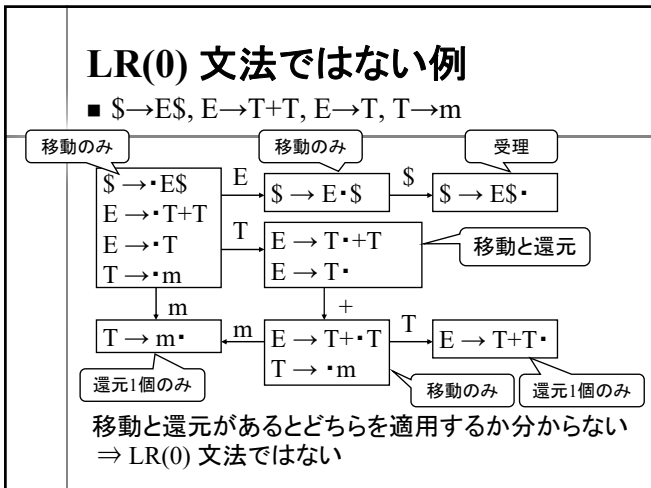 LR(0) 文法ではない例
■ $→E$, E→T+T, E→T, T→m
移動のみ
移動のみ
受理
$ →・E$
E →・T+T
E →・T
T →・m
E
$ → E・$
$
$ → E$・
T
E → T・+T
E → T・
移動と還元
m
+
T → m・
m
E → T+・T
T → ・m
T
E → T+T・
還元1個のみ
移動のみ
還元1個のみ
移動と還元があるとどちらを適用するか分からない
⇒ LR(0) 文法ではない